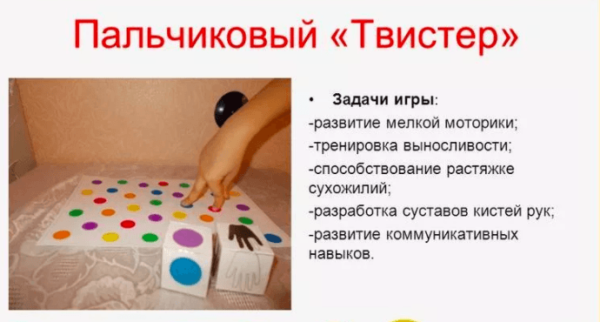 Пальчиковый «Твистер»
• Задачи игры:
-развитие мелкой моторики;
-тренировка выносливости;
-способствование растяжке
сухожилий;
-разработка суставов кистей рук;
-развитие коммуникативных
навыков.